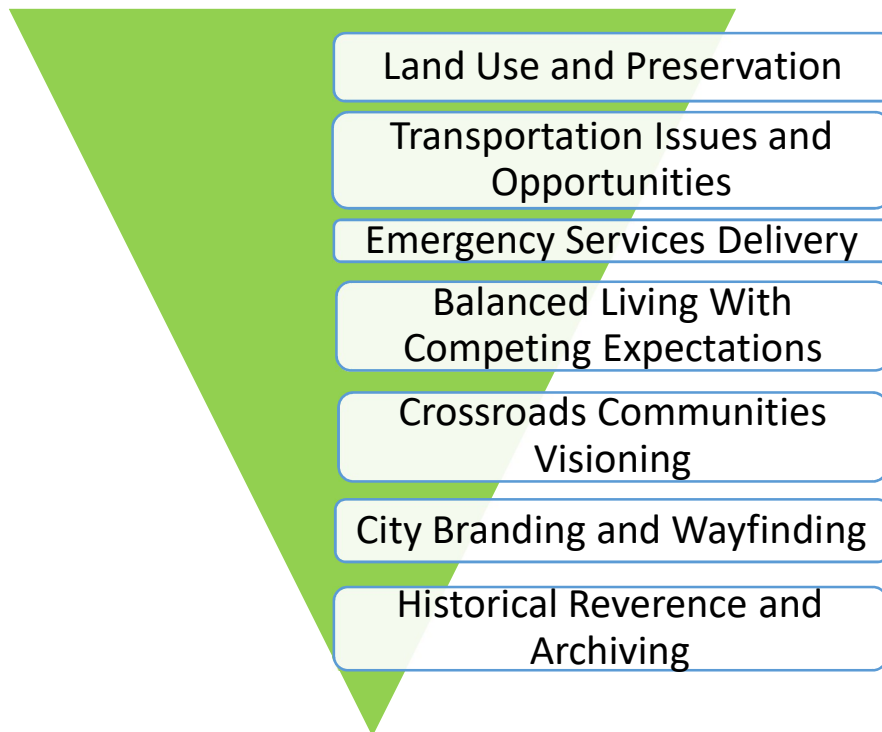 Land Use and Preservation
Transportation Issues and
Opportunities
Emergency Services Delivery
Balanced Living With
Competing Expectations
Crossroads Communities
Visioning
City Branding and Wayfinding
Historical Reverence and
Archiving